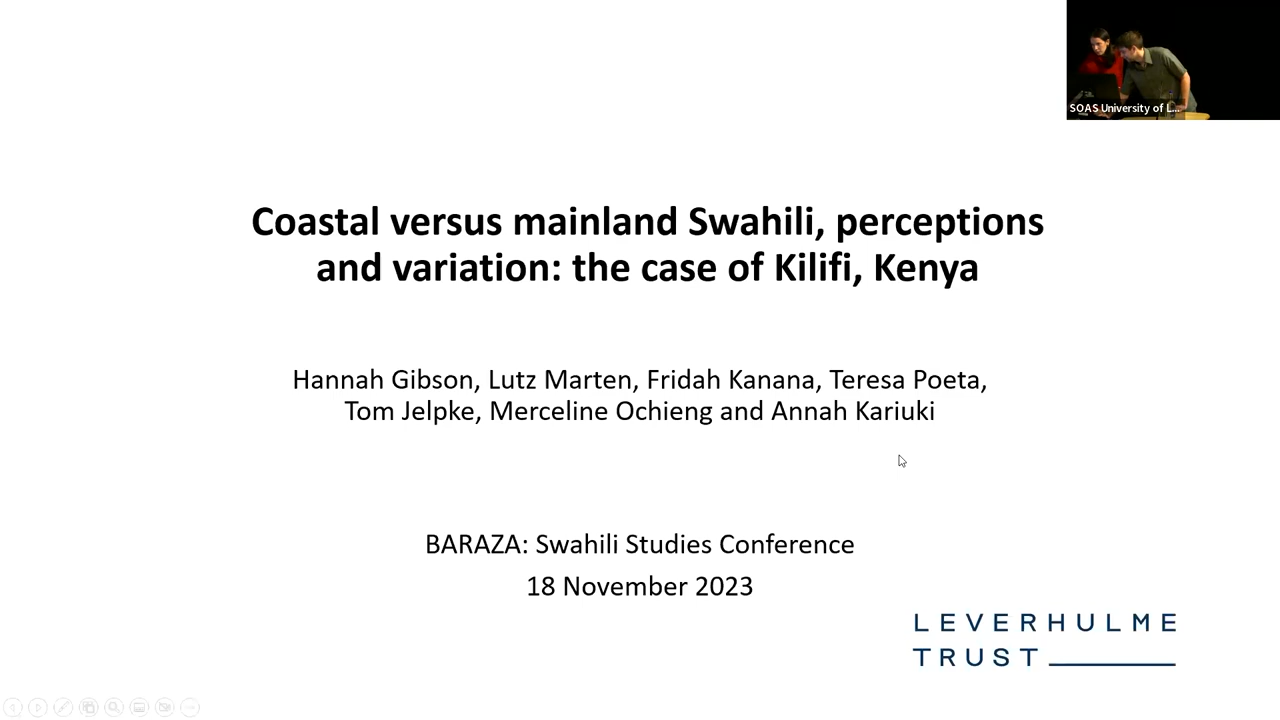 SOAS University of L...
Coastal versus mainland Swahili, perceptions
and variation: the case of Kilifi, Kenya
Hannah Gibson, Lutz Marten, Fridah Kanana, Teresa Poeta,
Tom Jelpke, Merceline Ochieng and Annah Kariuki
BARAZA: Swahili Studies Conference
18 November 2023
LEVERHULME
TRUST